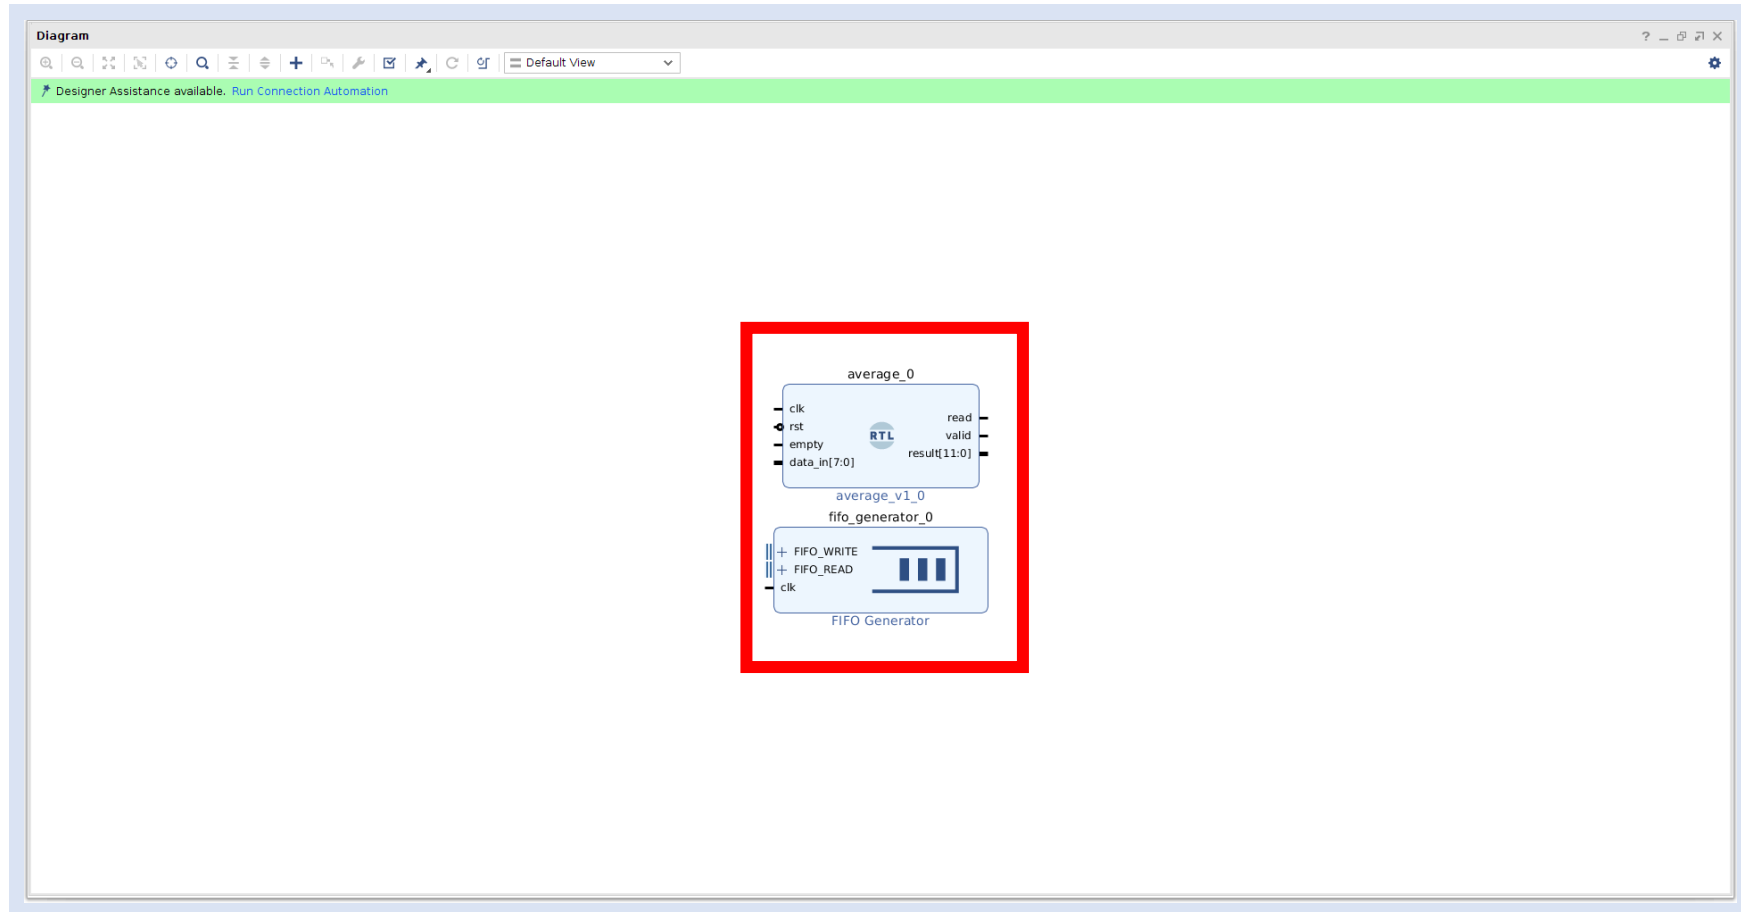 Diagram
Default View
Designer Assistance available. Run Connection Automation
average_0
clk
rst
empty
data_in[7:0]
RTL
read
valid
result[11:0]
average_v1_0
fifo_generator_0
FIFO_WRITE
FIFO_READ
clk
FIFO Generator